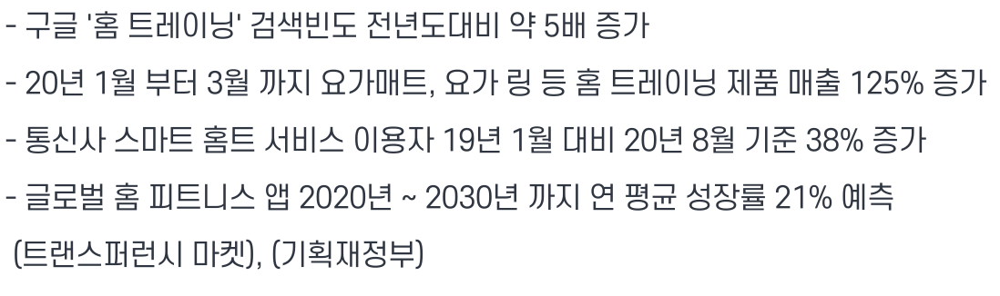 - 구글 '홈 트레이닝' 검색빈도 전년도대비 약 5배 증가
- 20년 1월 부터 3월 까지 요가매트, 요가 링 등 홈 트레이닝 제품 매출 125% 증가
- 통신사 스마트 홈트 서비스 이용자 19년 1월 대비 20년 8월 기준 38% 증가
- 글로벌 홈 피트니스 앱 2020년 ~ 2030년 까지 연 평균 성장률 21% 예측
(트랜스퍼런시 마켓), (기획재정부)